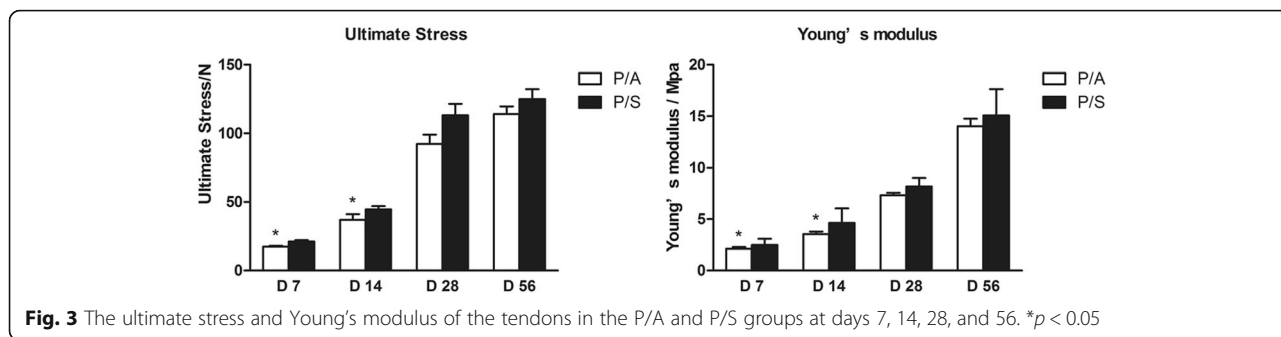 Ultimate Stress
Ultimate Stress/N
150
100
50
0
*
*
D 7
D 14
D 28
D 56
P/A
P/S
Young' s modulus
Young' s modulus / Mpa
20
15
10
5
0
*
*
D 7
D 14
D 28
D 56
P/A
P/S
Fig. 3 The ultimate stress and Young's modulus of the tendons in the P/A and P/S groups at days 7, 14, 28, and 56. *p < 0.05